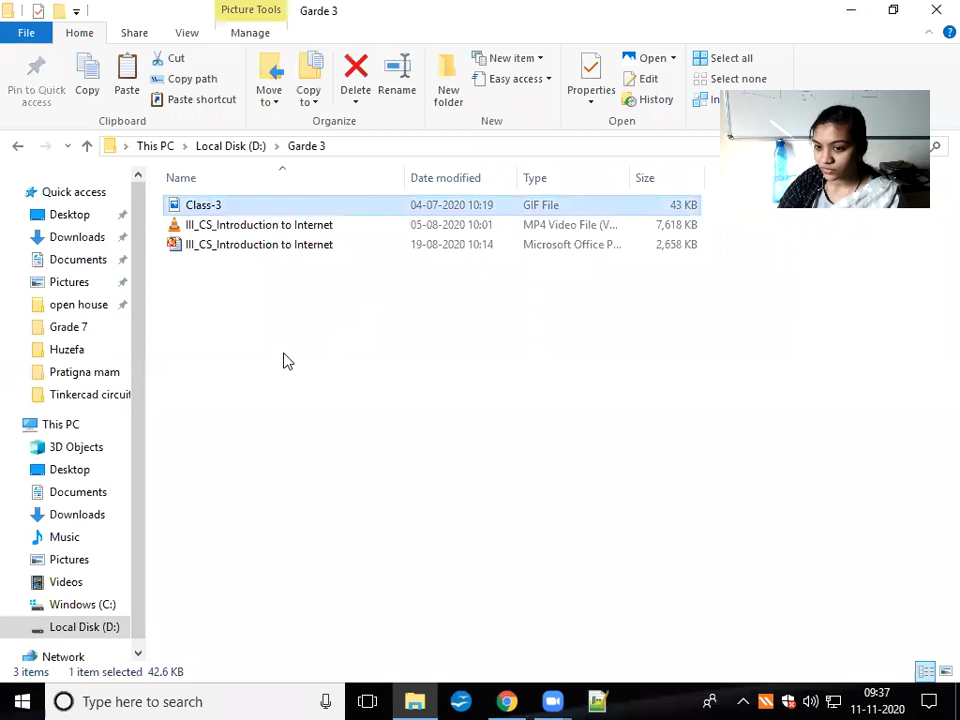 Picture Tools
Garde 3
File
Home
Share
View
Manage
Pin to Quick access
Copy
Paste
Cut
Copy path
Paste shortcut
Clipboard
Move to
Copy to
Delete
Rename
Organize
New folder
New item
Easy access
New
Properties
Open
Edit
History
Open
Select all
Select none
This PC
Local Disk (D:)
Garde 3
Name
Date modified
Type
Size
Class-3
04-07-2020 10:19
GIF File
43 KB
III_CS_Introduction to Internet
05-08-2020 10:01
MP4 Video File (V...
7,618 KB
III_CS_Introduction to Internet
19-08-2020 10:14
Microsoft Office P...
2,658 KB
Quick access
Desktop
Downloads
Documents
Pictures
open house
Grade 7
Huzefa
Pratigna mam
Tinkercad circuit
This PC
3D Objects
Desktop
Documents
Downloads
Music
Pictures
Videos
Windows (C:)
Local Disk (D:)
Network
3 items
1 item selected
42.6 KB
Type here to search
09:37
11-11-2020